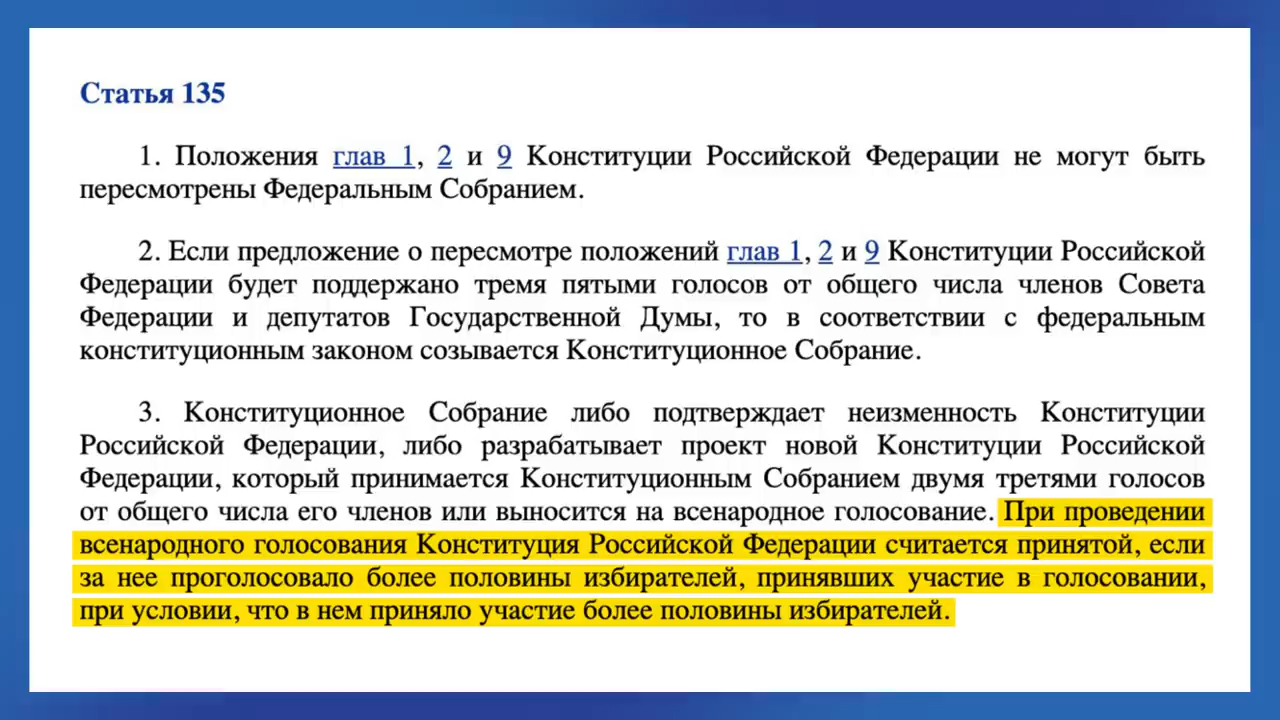 Статья 135
1. Положения глав 1, 2 и 9 Конституции Российской Федерации не могут быть
пересмотрены Федеральным Собранием.
2. Если предложение о пересмотре положений глав 1, 2 и 9 Конституции Российской
Федерации будет поддержано тремя пятыми голосов от общего числа членов Совета
Федерации и депутатов Государственной Думы, то в соответствии с федеральным
конституционным законом созывается Конституционное Собрание.
3. Конституционное Собрание либо подтверждает неизменность Конституции
Российской Федерации, либо разрабатывает проект новой Конституции Российской
Федерации, который принимается Конституционным Собранием двумя третями голосов
от общего числа его членов или выносится на всенародное голосование. При проведении
всенародного голосования Конституция Российской Федерации считается принятой, если
за нее проголосовало более половины избирателей, принявших участие в голосовании,
при условии, что в нем приняло участие более половины избирателей.